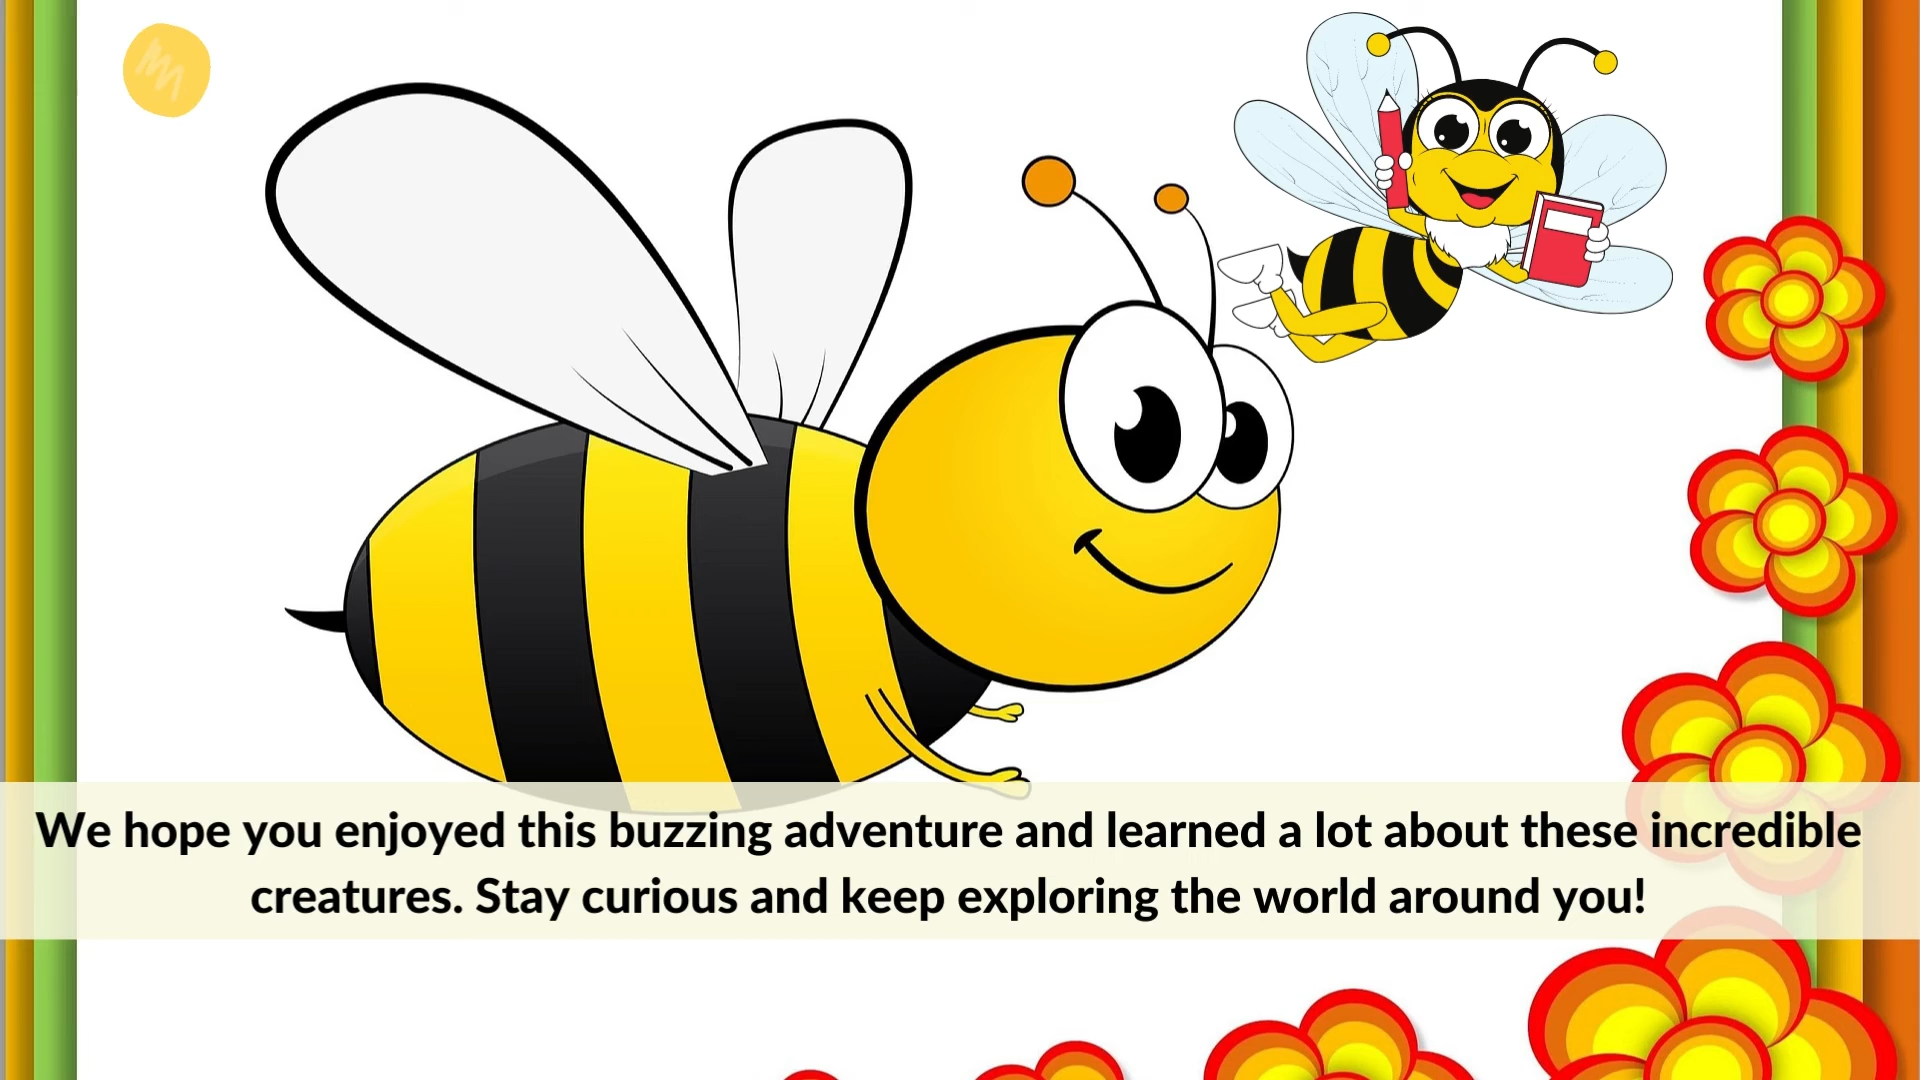 We hope you enjoyed this buzzing adventure and learned a lot about these incredible
creatures. Stay curious and keep exploring the world around you!